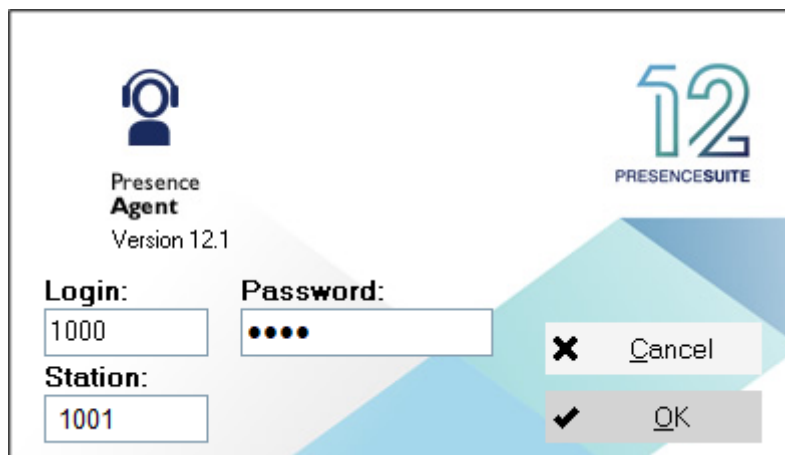 12
PRESENCESUITE
Presence
Agent
Version 12.1
Login: Password:
1000 ●●●●
Station:
1001
Cancel
OK